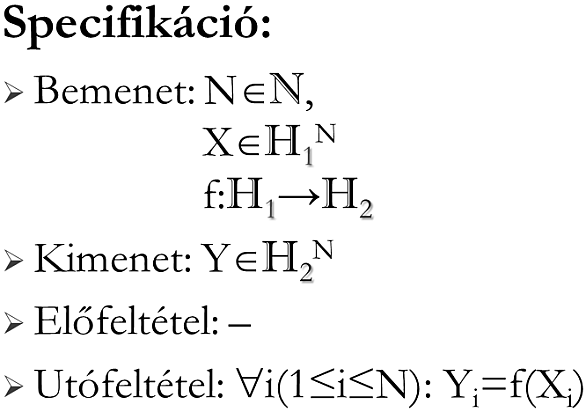 Specifikáció:
➢ Bemenet: N∈ℕ,
X∈ℍ₁ᴺ
f:ℍ₁→ℍ₂
➢ Kimenet: Y∈ℍ₂ᴺ
➢ Előfeltétel: –
➢ Utófeltétel: ∀i(1≤i≤N): Yᵢ=f(Xᵢ)